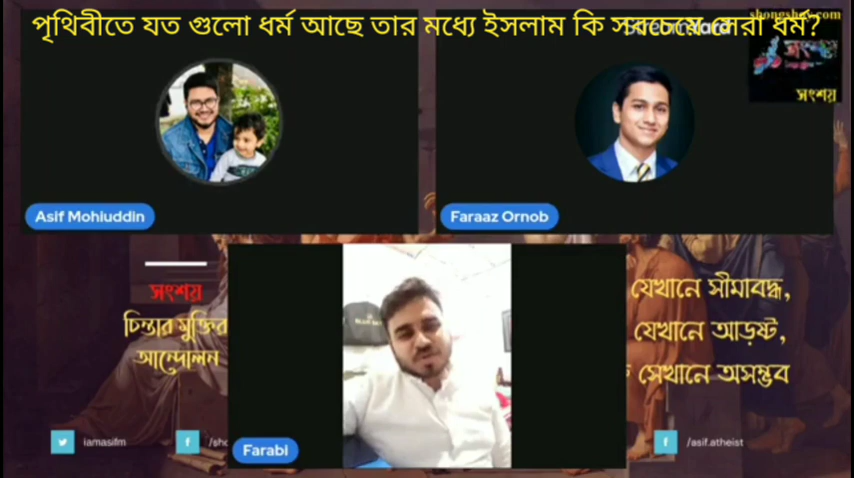 shongshoy.com
পৃথিবীতে যত গুলো ধর্ম আছে তার মধ্যে ইসলাম কি সবচেয়ে সেরা ধর্ম?
সংশয়
Asif Mohiuddin
Faraaz Ornob
সংশয়
চিন্তার মুক্তির
আন্দোলন
যেখানে সীমাবদ্ধ,
যেখানে আড়ষ্ট,
সেখানে অসম্ভব
iamasifm
/sho
Farabi
/asif.atheist